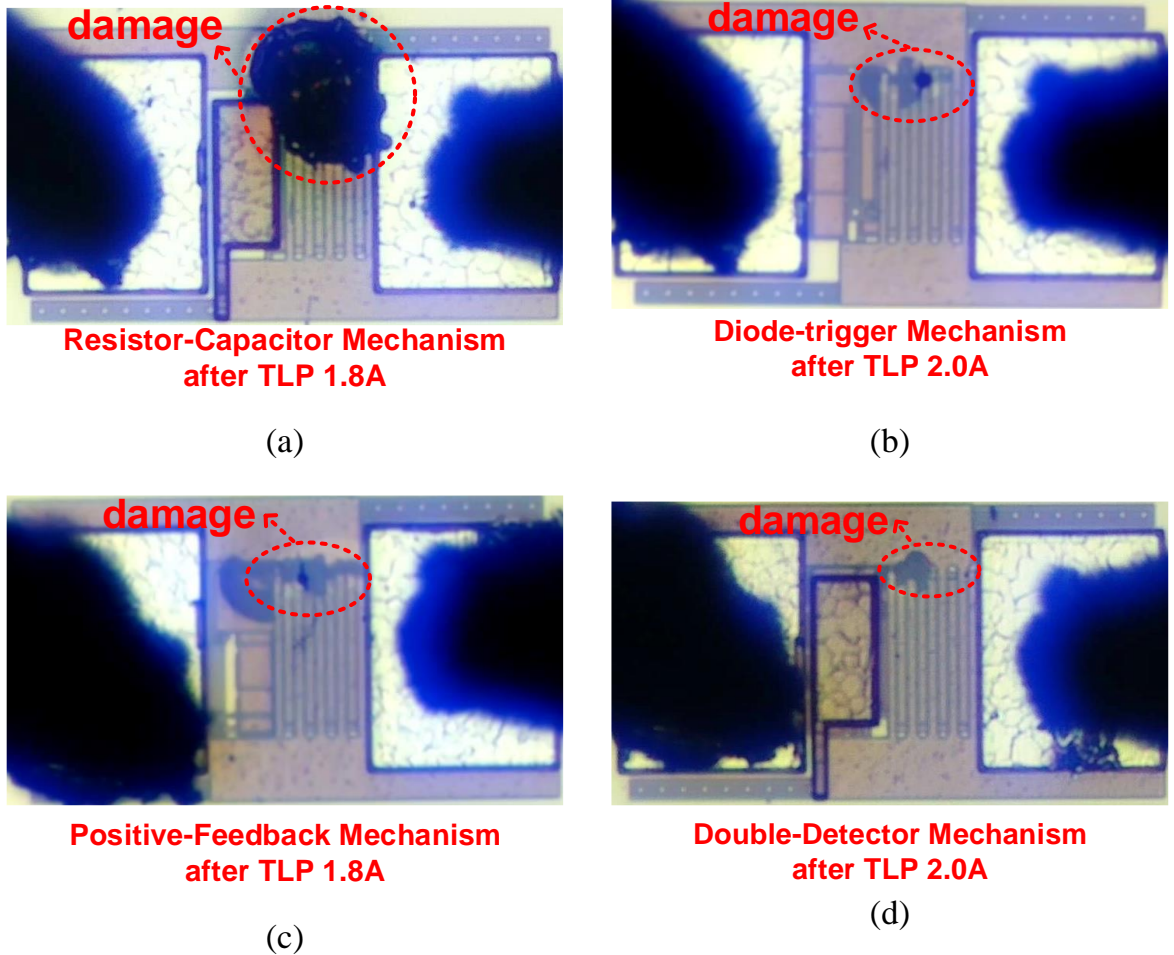 damage
damage
Resistor-Capacitor Mechanism
after TLP 1.8A
Diode-trigger Mechanism
after TLP 2.0A
(a)
(b)
damage
damage
Positive-Feedback Mechanism
after TLP 1.8A
Double-Detector Mechanism
after TLP 2.0A
(c)
(d)